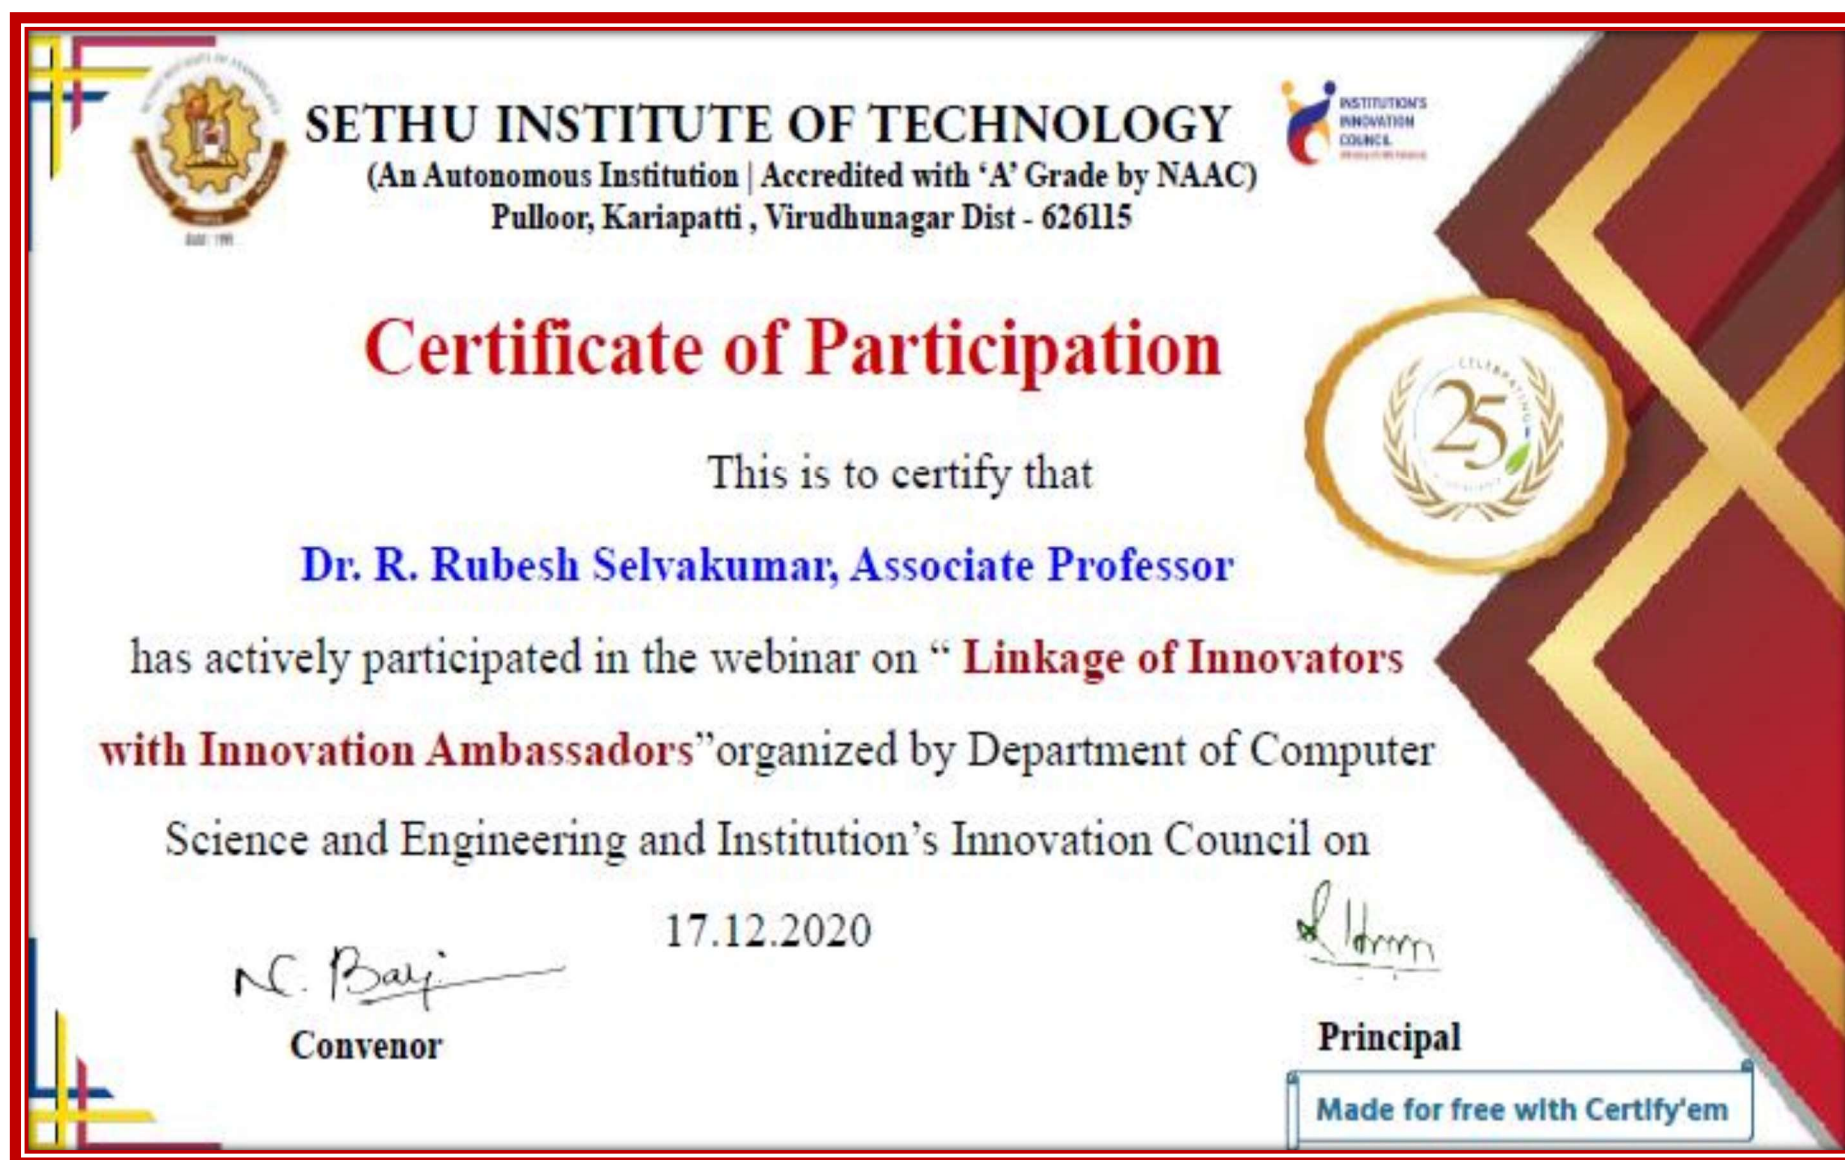 SETHU INSTITUTE OF TECHNOLOGY
(An Autonomous Institution | Accredited with ‘A’ Grade by NAAC)
Pulloor, Kariapatti , Virudhunagar Dist - 626115
INSTITUTION'S
INNOVATION
COUNCIL
Certificate of Participation
CELEBRATING
25
This is to certify that
Dr. R. Rubesh Selvakumar, Associate Professor
has actively participated in the webinar on “ Linkage of Innovators
with Innovation Ambassadors”organized by Department of Computer
Science and Engineering and Institution’s Innovation Council on
17.12.2020
Convenor
Principal
Made for free with Certify'em